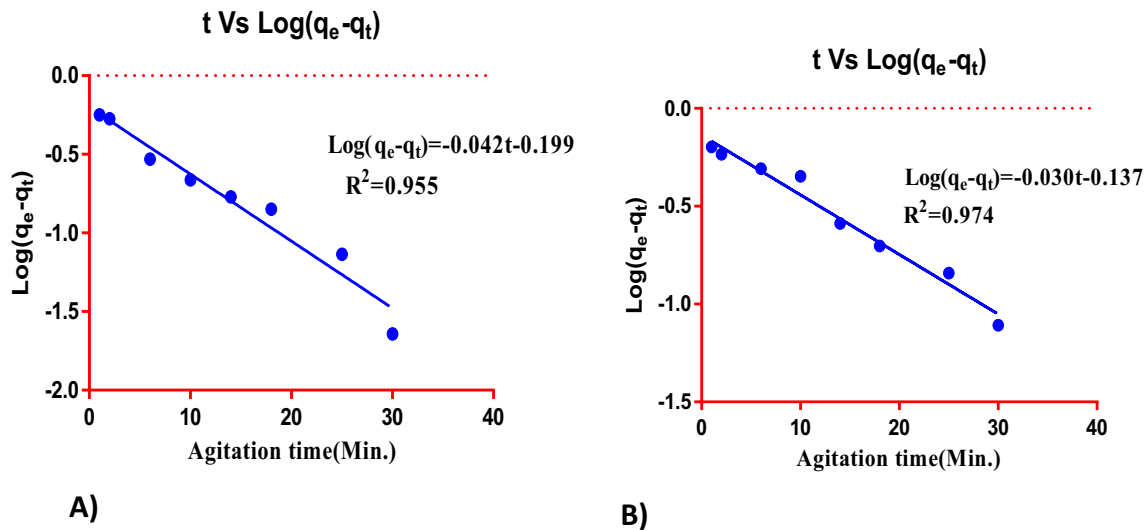 t Vs Log(qe-qt)
0.0
-0.5
-1.0
-1.5
-2.0
Log(qe-qt)
Log(qe-qt)=-0.042t-0.199
R²=0.955
0 10 20 30 40
Agitation time(Min.)
A)
t Vs Log(qe-qt)
0.0
-0.5
-1.0
-1.5
Log(qe-qt)
Log(qe-qt)=-0.030t-0.137
R²=0.974
0 10 20 30 40
Agitation time(Min.)
B)